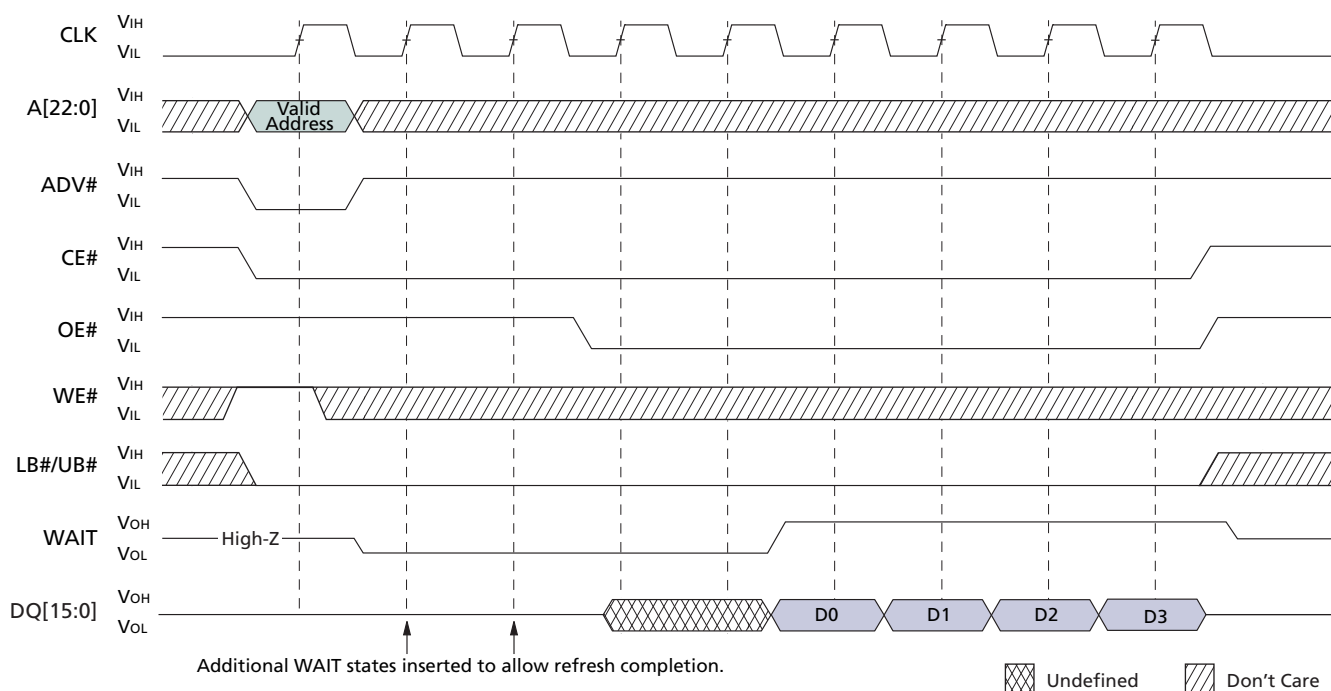 CLK
VIH
VIL
A[22:0]
VIH
VIL
Valid
Address
ADV#
VIH
VIL
CE#
VIH
VIL
OE#
VIH
VIL
WE#
VIH
VIL
LB#/UB#
VIH
VIL
WAIT
VOH
VOL
High-Z
DQ[15:0]
VOH
VOL
D0
D1
D2
D3
Additional WAIT states inserted to allow refresh completion.
Undefined
Don't Care